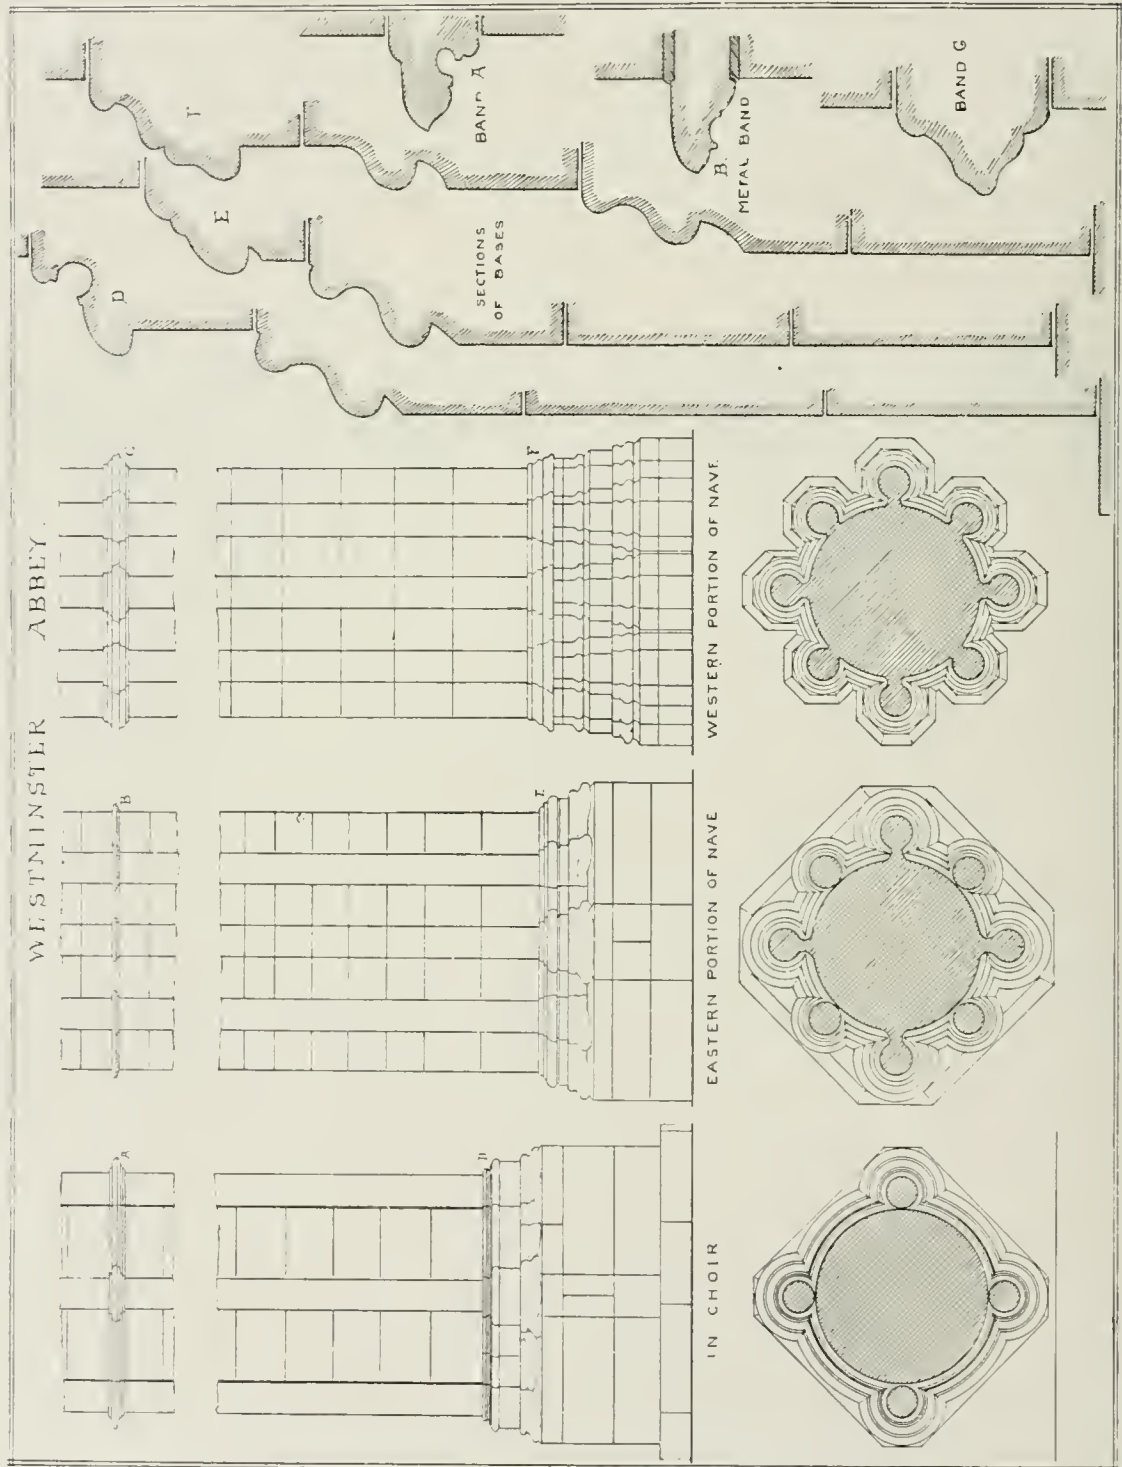 WESTMINSTER ABBEY.
A
B
C
D
E
F
IN CHOIR
EASTERN PORTION OF NAVE
WESTERN PORTION OF NAVE.
D
E
F
SECTIONS
OF BASES
BAND A
B.
METAL BAND
BAND G